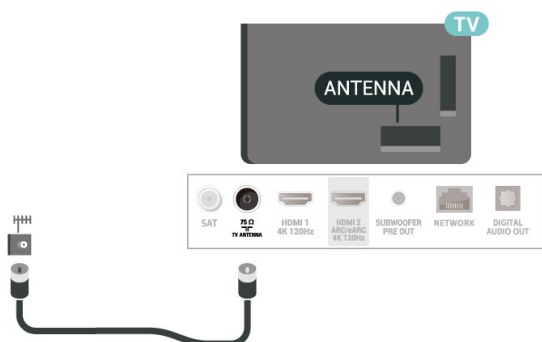 TV
ANTENNA
SAT
75 Ω
TV ANTENNA
HDMI 1
4K 120Hz
HDMI 2
ARC/eARC
4K 120Hz
SUBWOOFER
PRE OUT
NETWORK
DIGITAL
AUDIO OUT